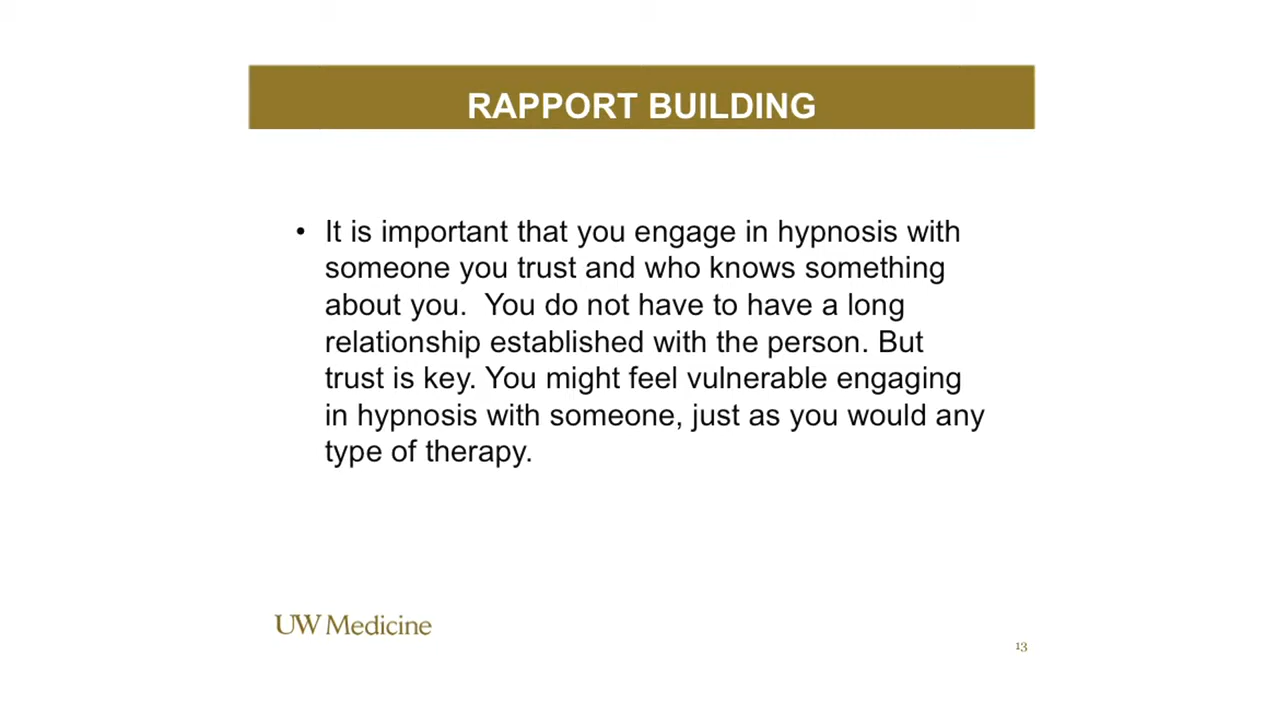 RAPPORT BUILDING
• It is important that you engage in hypnosis with
someone you trust and who knows something
about you.  You do not have to have a long
relationship established with the person. But
trust is key. You might feel vulnerable engaging
in hypnosis with someone, just as you would any
type of therapy.
UW Medicine
13